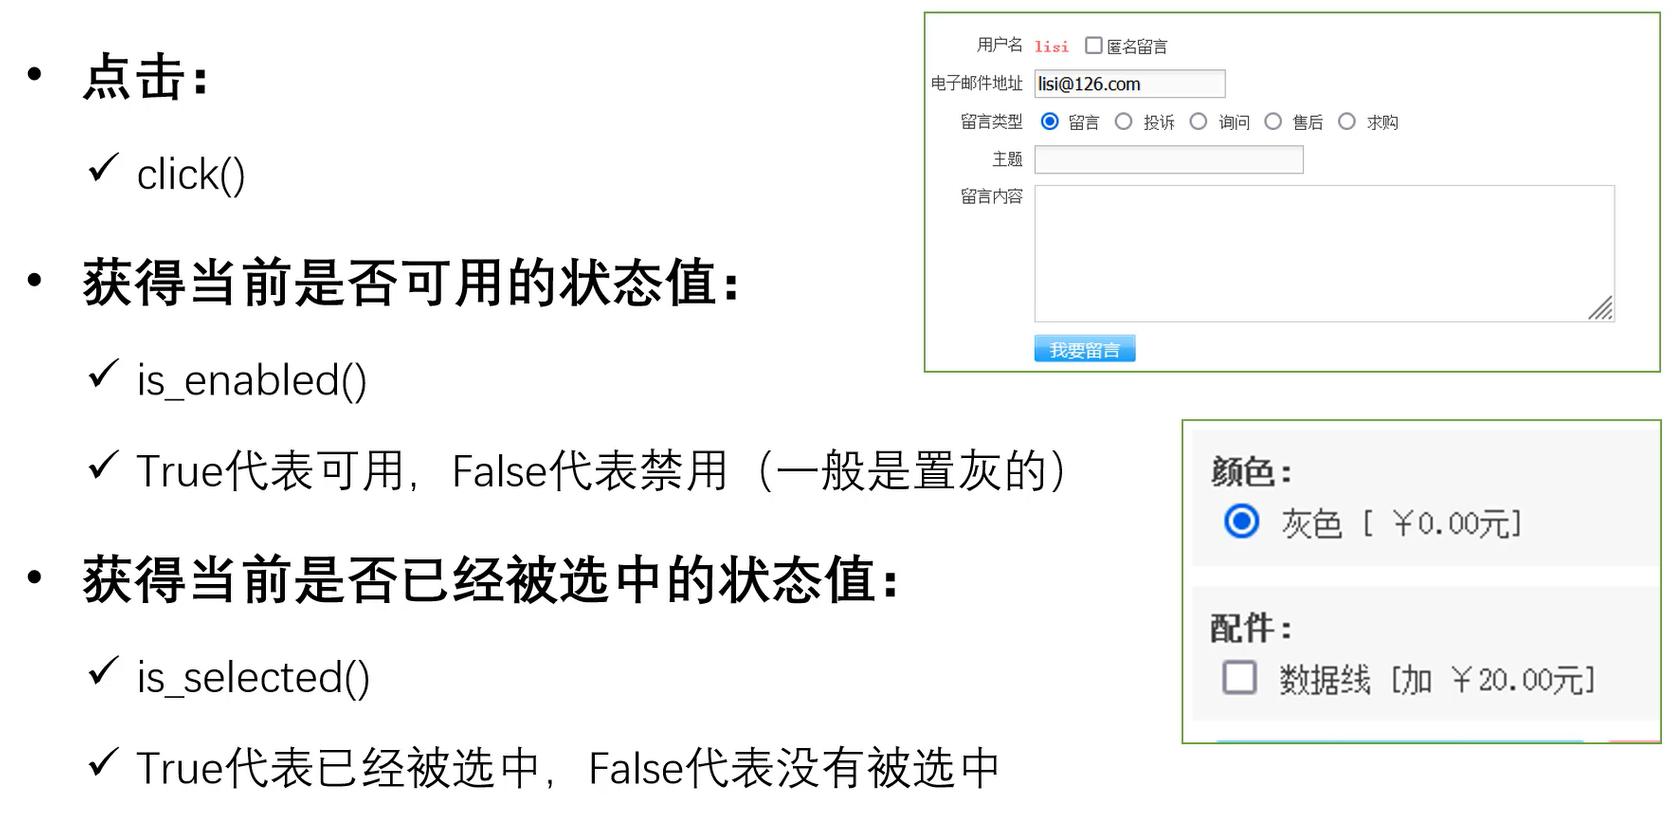 • 点击：
✓ click()
• 获得当前是否可用的状态值：
✓ is_enabled()
✓ True代表可用，False代表禁用（一般是置灰的）
• 获得当前是否已经被选中的状态值：
✓ is_selected()
✓ True代表已经被选中，False代表没有被选中
用户名 lisi 匿名留言
电子邮件地址 lisi@126.com
留言类型 留言 投诉 询问 售后 求购
主题
留言内容
我要留言
颜色：
灰色 [ ￥0.00元]
配件：
数据线 [加 ￥20.00元]